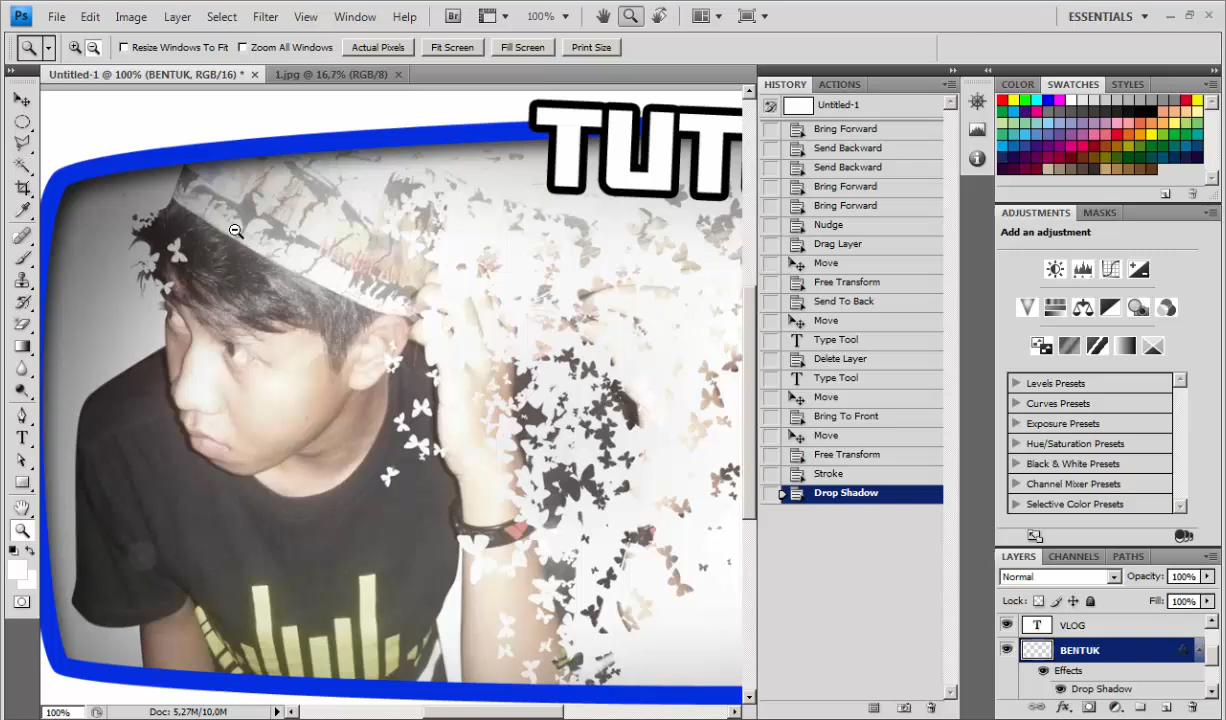 Ps File Edit Image Layer Select Filter View Window Help Br 100% ESSENTIALS
Resize Windows To Fit Zoom All Windows Actual Pixels Fit Screen Fill Screen Print Size
Untitled-1 @ 100% (BENTUK, RGB/16) * 1.jpg @ 16,7% (RGB/8)
TUT
HISTORY ACTIONS
Untitled-1
Bring Forward
Send Backward
Send Backward
Bring Forward
Bring Forward
Nudge
Drag Layer
Move
Free Transform
Send To Back
Move
Type Tool
Delete Layer
Type Tool
Move
Bring To Front
Move
Free Transform
Stroke
Drop Shadow
COLOR SWATCHES STYLES
ADJUSTMENTS MASKS
Add an adjustment
Levels Presets
Curves Presets
Exposure Presets
Hue/Saturation Presets
Black & White Presets
Channel Mixer Presets
Selective Color Presets
LAYERS CHANNELS PATHS
Normal Opacity: 100%
Lock: Fill: 100%
T VLOG
BENTUK
Effects
Drop Shadow
100% Doc: 5,27M/10,0M